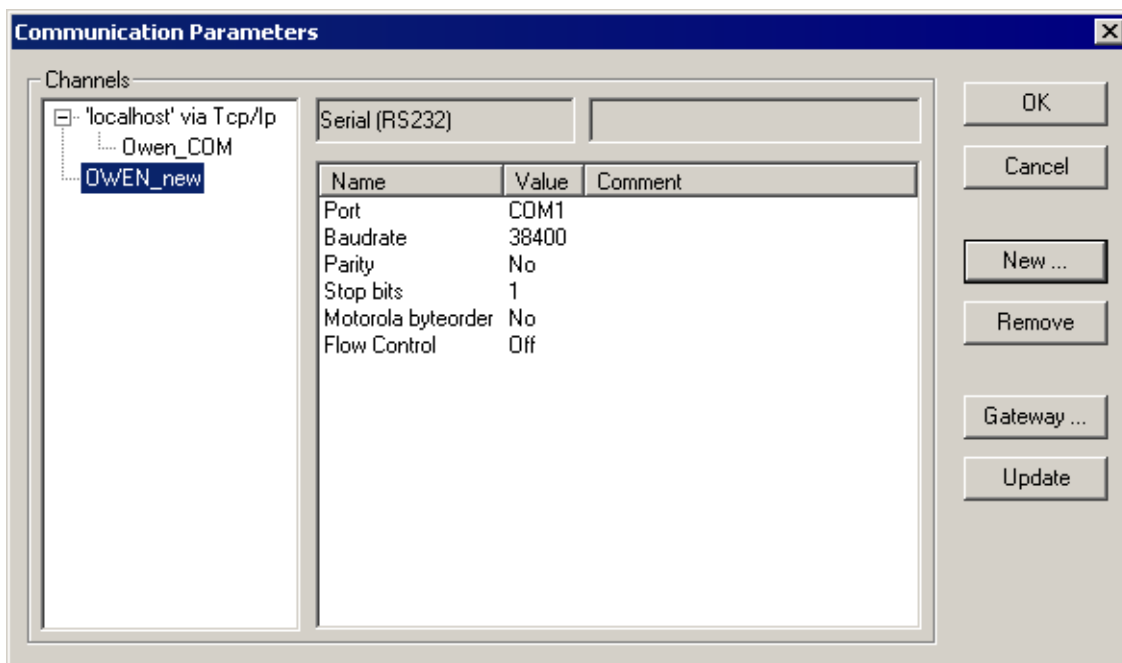 Communication Parameters
Channels
'localhost' via Tcp/Ip
Owen_COM
OWEN_new
Serial (RS232)
Name Value Comment
Port COM1
Baudrate 38400
Parity No
Stop bits 1
Motorola byteorder No
Flow Control Off
OK
Cancel
New ...
Remove
Gateway ...
Update